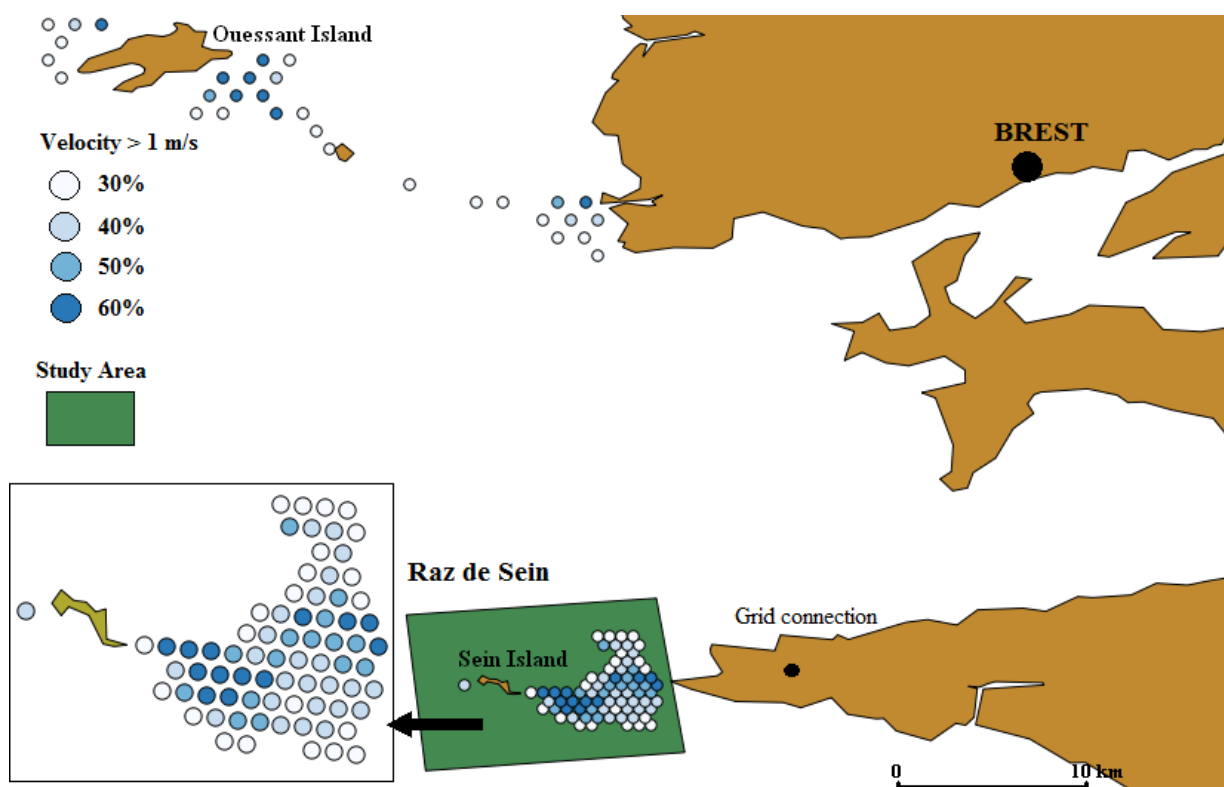 Ouessant Island
Velocity > 1 m/s
30%
40%
50%
60%
BREST
Study Area
Raz de Sein
Grid connection
Sein Island
0
10 km